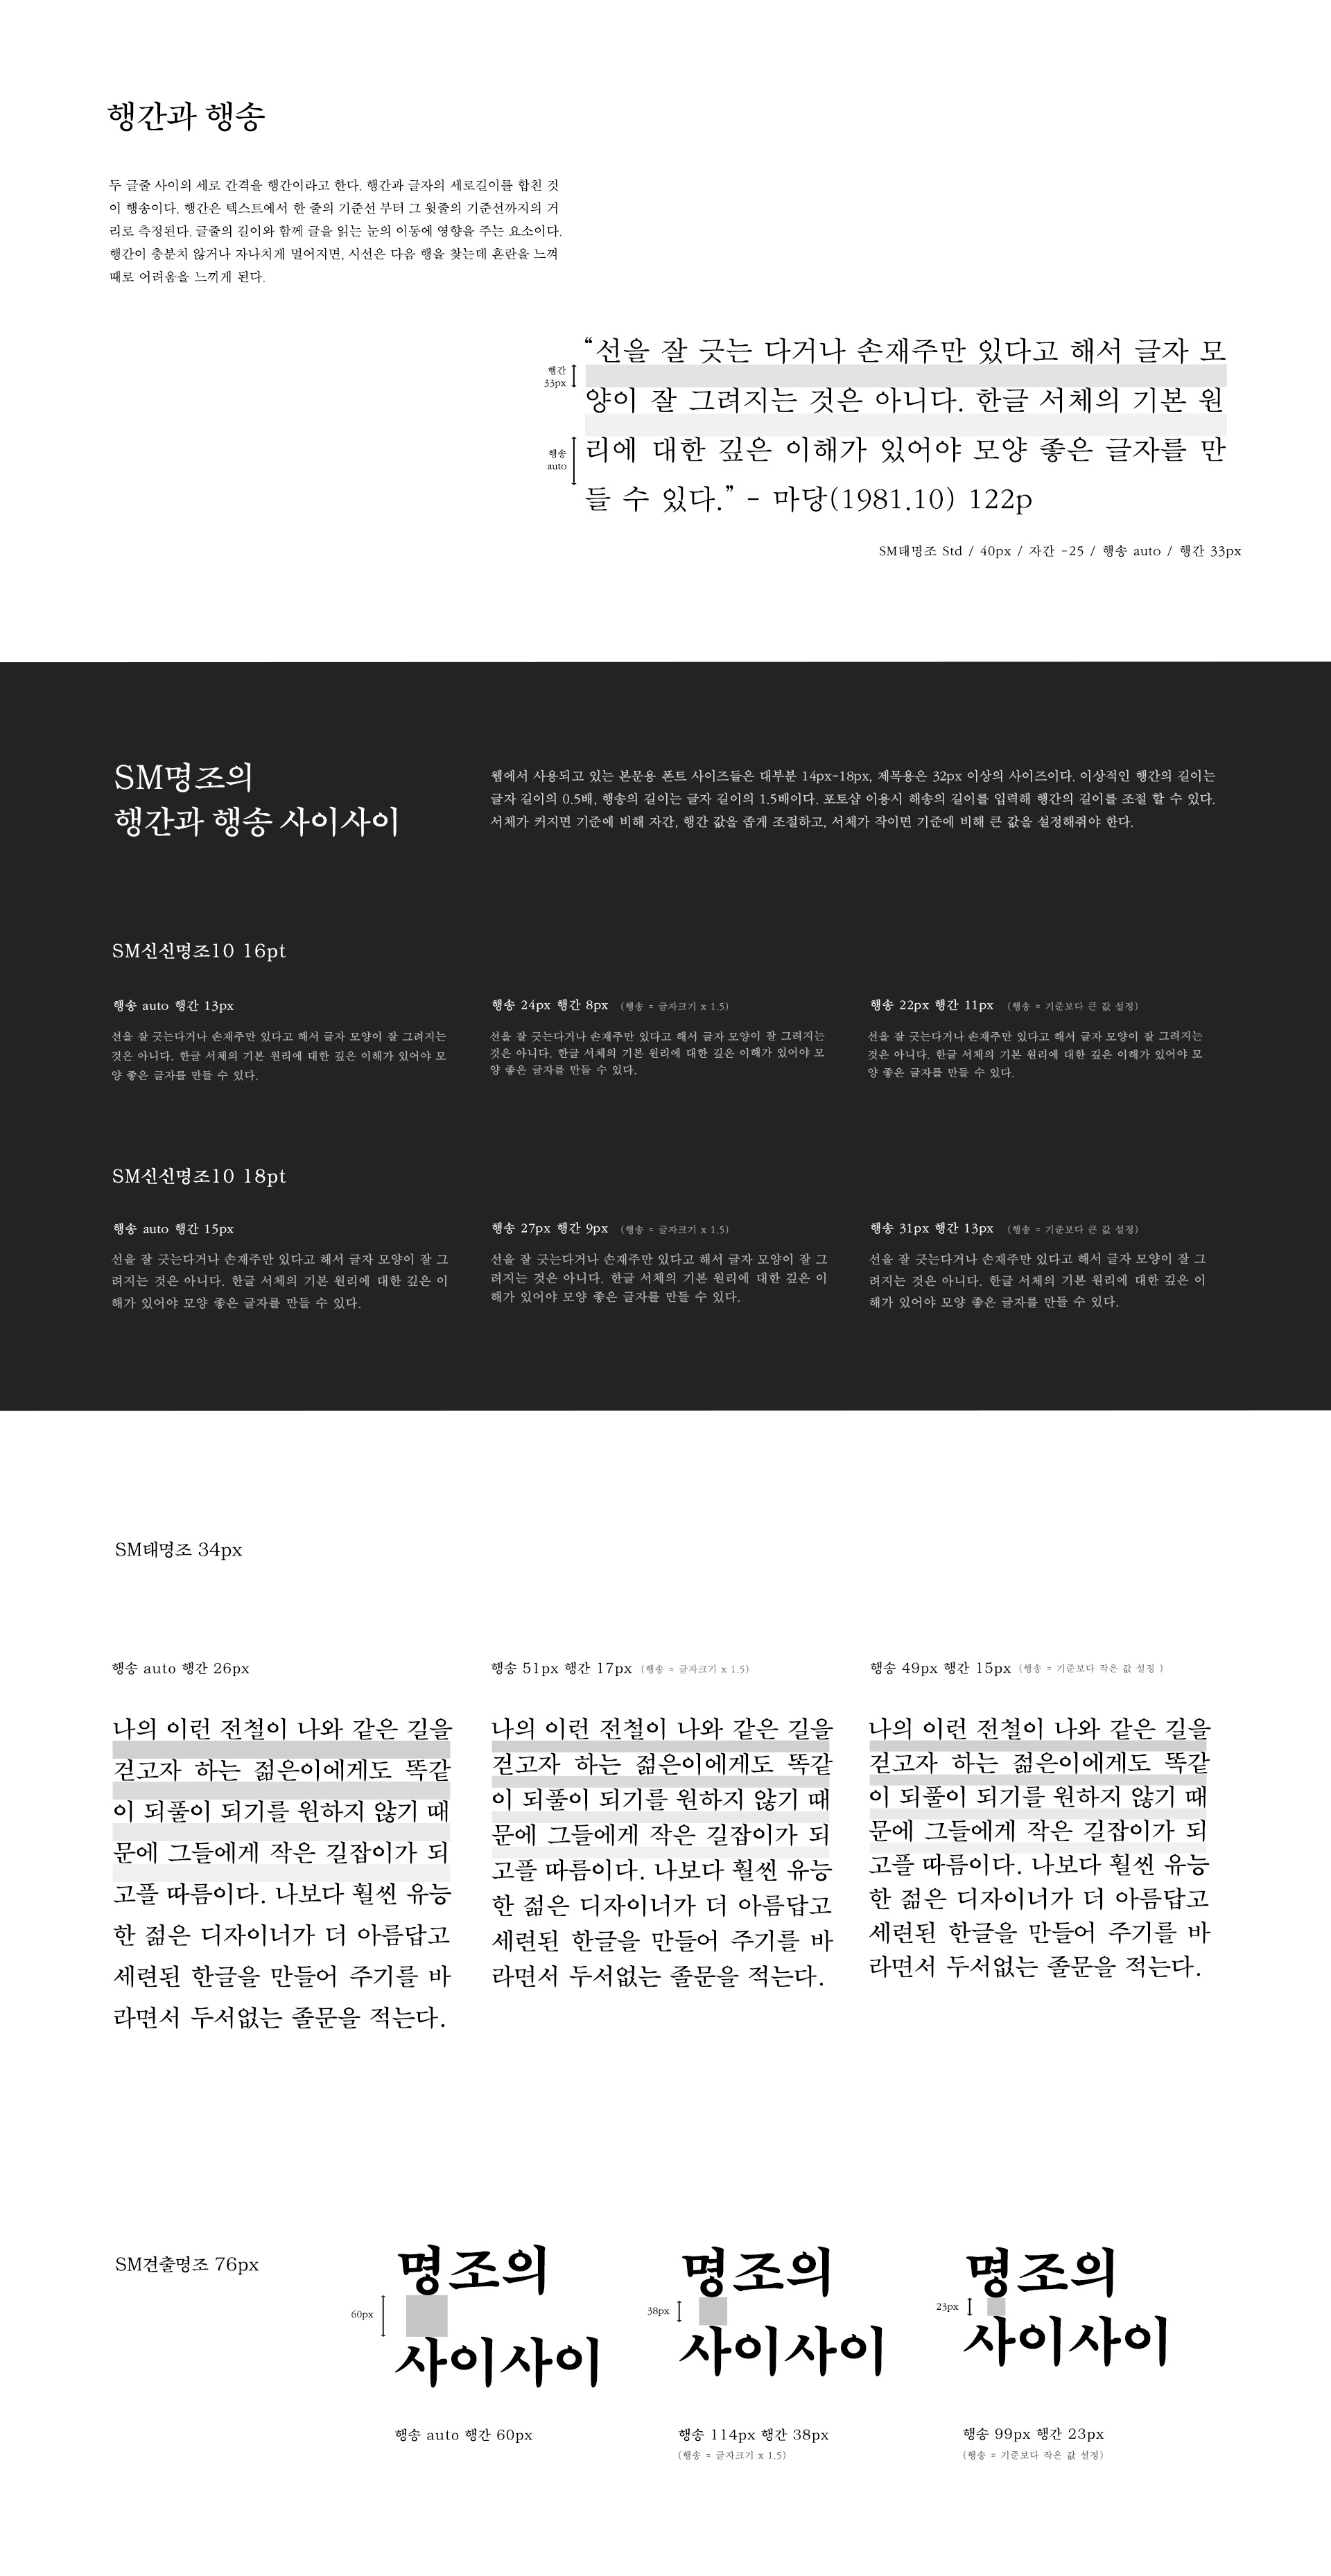 행간과 행송
두 글줄 사이의 세로 간격을 행간이라고 한다. 행간과 글자의 세로길이를 합친 것
이 행송이다. 행간은 텍스트에서 한 줄의 기준선 부터 그 윗줄의 기준선까지의 거
리로 측정된다. 글줄의 길이와 함께 글을 읽는 눈의 이동에 영향을 주는 요소이다.
행간이 충분치 않거나 자나치게 멀어지면, 시선은 다음 행을 찾는데 혼란을 느껴
때로 어려움을 느끼게 된다.
“선을 잘 긋는 다거나 손재주만 있다고 해서 글자 모
행간
33px
양이 잘 그려지는 것은 아니다. 한글 서체의 기본 원
행송
auto
리에 대한 깊은 이해가 있어야 모양 좋은 글자를 만
들 수 있다.” - 마당(1981.10) 122p
SM태명조 Std / 40px / 자간 -25 / 행송 auto / 행간 33px
SM명조의
행간과 행송 사이사이
웹에서 사용되고 있는 본문용 폰트 사이즈들은 대부분 14px-18px, 제목용은 32px 이상의 사이즈이다. 이상적인 행간의 길이는
글자 길이의 0.5배, 행송의 길이는 글자 길이의 1.5배이다. 포토샵 이용시 해송의 길이를 입력해 행간의 길이를 조절 할 수 있다.
서체가 커지면 기준에 비해 자간, 행간 값을 좁게 조절하고, 서체가 작이면 기준에 비해 큰 값을 설정해줘야 한다.
SM신신명조10 16pt
행송 auto 행간 13px
선을 잘 긋는다거나 손재주만 있다고 해서 글자 모양이 잘 그려지는
것은 아니다. 한글 서체의 기본 원리에 대한 깊은 이해가 있어야 모
양 좋은 글자를 만들 수 있다.
행송 24px 행간 8px (행송 = 글자크기 x 1.5)
선을 잘 긋는다거나 손재주만 있다고 해서 글자 모양이 잘 그려지는
것은 아니다. 한글 서체의 기본 원리에 대한 깊은 이해가 있어야 모
양 좋은 글자를 만들 수 있다.
행송 22px 행간 11px (행송 = 기준보다 큰 값 설정)
선을 잘 긋는다거나 손재주만 있다고 해서 글자 모양이 잘 그려지는
것은 아니다. 한글 서체의 기본 원리에 대한 깊은 이해가 있어야 모
양 좋은 글자를 만들 수 있다.
SM신신명조10 18pt
행송 auto 행간 15px
선을 잘 긋는다거나 손재주만 있다고 해서 글자 모양이 잘 그
려지는 것은 아니다. 한글 서체의 기본 원리에 대한 깊은 이
해가 있어야 모양 좋은 글자를 만들 수 있다.
행송 27px 행간 9px (행송 = 글자크기 x 1.5)
선을 잘 긋는다거나 손재주만 있다고 해서 글자 모양이 잘 그
려지는 것은 아니다. 한글 서체의 기본 원리에 대한 깊은 이
해가 있어야 모양 좋은 글자를 만들 수 있다.
행송 31px 행간 13px (행송 = 기준보다 큰 값 설정)
선을 잘 긋는다거나 손재주만 있다고 해서 글자 모양이 잘 그
려지는 것은 아니다. 한글 서체의 기본 원리에 대한 깊은 이
해가 있어야 모양 좋은 글자를 만들 수 있다.
SM태명조 34px
행송 auto 행간 26px
나의 이런 전철이 나와 같은 길을
걷고자 하는 젊은이에게도 똑같
이 되풀이 되기를 원하지 않기 때
문에 그들에게 작은 길잡이가 되
고플 따름이다. 나보다 훨씬 유능
한 젊은 디자이너가 더 아름답고
세련된 한글을 만들어 주기를 바
라면서 두서없는 졸문을 적는다.
행송 51px 행간 17px (행송 = 글자크기 x 1.5)
나의 이런 전철이 나와 같은 길을
걷고자 하는 젊은이에게도 똑같
이 되풀이 되기를 원하지 않기 때
문에 그들에게 작은 길잡이가 되
고플 따름이다. 나보다 훨씬 유능
한 젊은 디자이너가 더 아름답고
세련된 한글을 만들어 주기를 바
라면서 두서없는 졸문을 적는다.
행송 49px 행간 15px (행송 = 기준보다 작은 값 설정 )
나의 이런 전철이 나와 같은 길을
걷고자 하는 젊은이에게도 똑같
이 되풀이 되기를 원하지 않기 때
문에 그들에게 작은 길잡이가 되
고플 따름이다. 나보다 훨씬 유능
한 젊은 디자이너가 더 아름답고
세련된 한글을 만들어 주기를 바
라면서 두서없는 졸문을 적는다.
SM견출명조 76px
명조의
60px
사이사이
행송 auto 행간 60px
명조의
38px
사이사이
행송 114px 행간 38px
(행송 = 글자크기 x 1.5)
명조의
23px
사이사이
행송 99px 행간 23px
(행송 = 기준보다 작은 값 설정)